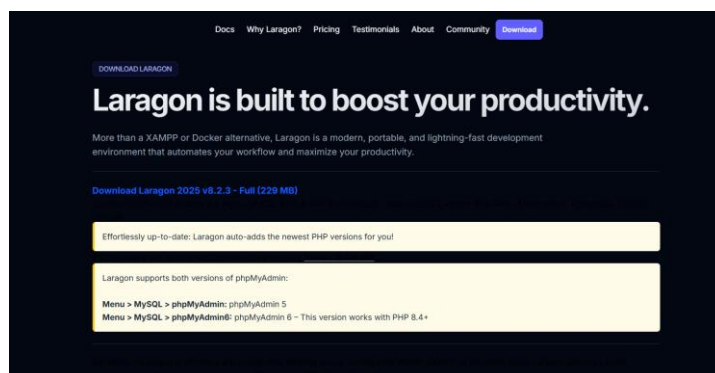 Docs Why Laragon? Pricing Testimonials About Community Download
DOWNLOAD LARAGON
Laragon is built to boost your productivity.
More than a XAMPP or Docker alternative, Laragon is a modern, portable, and lightning-fast development
environment that automates your workflow and maximize your productivity.
Download Laragon 2025 v8.2.3 - Full (229 MB)
Effortlessly up-to-date: Laragon auto-adds the newest PHP versions for you!
Laragon supports both versions of phpMyAdmin:
Menu > MySQL > phpMyAdmin: phpMyAdmin 5
Menu > MySQL > phpMyAdmin6: phpMyAdmin 6 – This version works with PHP 8.4+